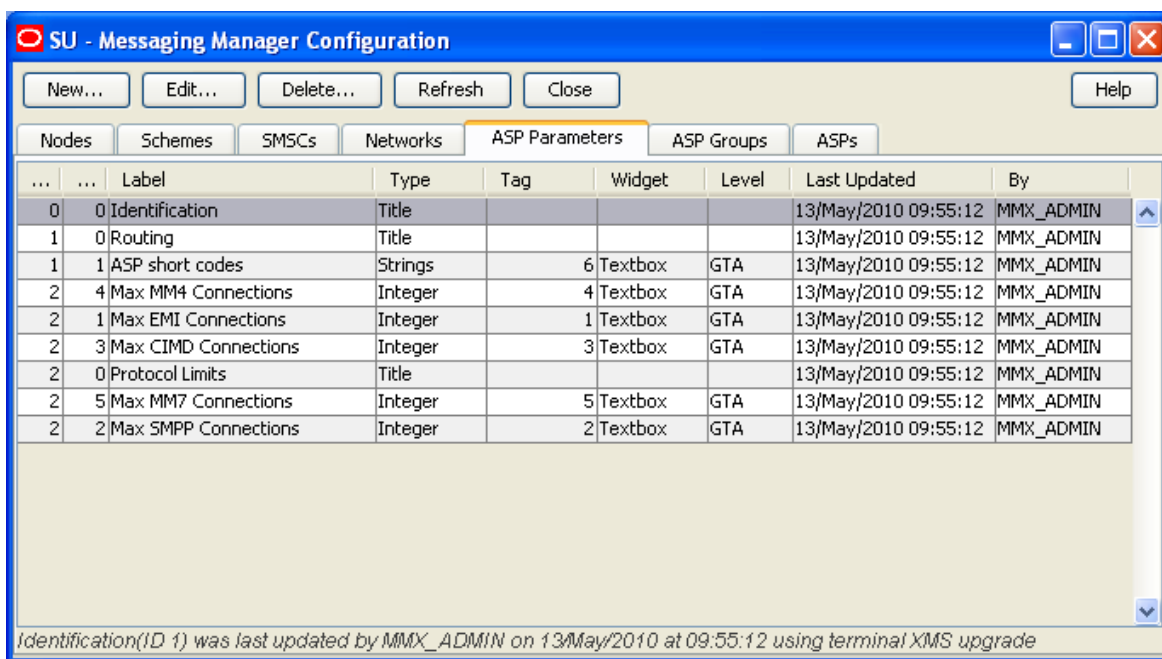 SU - Messaging Manager Configuration
New... Edit... Delete... Refresh Close Help
Nodes Schemes SMSCs Networks ASP Parameters ASP Groups ASPs
... ... Label Type Tag Widget Level Last Updated By
0 0 Identification Title 13/May/2010 09:55:12 MMX_ADMIN
1 0 Routing Title 13/May/2010 09:55:12 MMX_ADMIN
1 1 ASP short codes Strings 6 Textbox GTA 13/May/2010 09:55:12 MMX_ADMIN
2 4 Max MM4 Connections Integer 4 Textbox GTA 13/May/2010 09:55:12 MMX_ADMIN
2 1 Max EMI Connections Integer 1 Textbox GTA 13/May/2010 09:55:12 MMX_ADMIN
2 3 Max CIMD Connections Integer 3 Textbox GTA 13/May/2010 09:55:12 MMX_ADMIN
2 0 Protocol Limits Title 13/May/2010 09:55:12 MMX_ADMIN
2 5 Max MM7 Connections Integer 5 Textbox GTA 13/May/2010 09:55:12 MMX_ADMIN
2 2 Max SMPP Connections Integer 2 Textbox GTA 13/May/2010 09:55:12 MMX_ADMIN
Identification(ID 1) was last updated by MMX_ADMIN on 13/May/2010 at 09:55:12 using terminal XMS upgrade